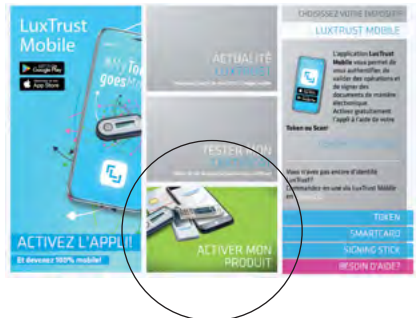 LuxTrust
Mobile
Google Play
App Store
goes
ACTIVEZ L'APPLI!
Et devenez 100% mobile!
ACTUALITÉ
LUXTRUST
TESTER MON
ACTIVER MON
PRODUIT
CHOISISSEZ VOTRE DISPOSITIF
LUXTRUST MOBILE
L'application LuxTrust
Mobile vous permet de
vous authentifier, de
valider des opérations et
de signer des
documents de manière
électronique.
Activez gratuitement
l'appli à l'aide de votre
Token ou Scan!
Vous n'avez pas encore d'identité
LuxTrust?
Commandez-en une via LuxTrust Mobile
en
TOKEN
SMARTCARD
SIGNING STICK
BESOIN D'AIDE?